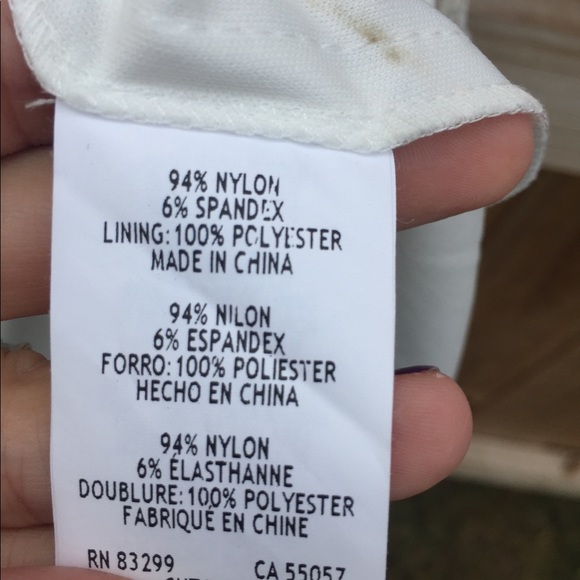 94% NYLON
6% SPANDEX
LINING: 100% POLYESTER
MADE IN CHINA
94% NILON
6% ESPANDEX
FORRO: 100% POLIESTER
HECHO EN CHINA
94% NYLON
6% ÉLASTHANNE
DOUBLURE: 100% POLYESTER
FABRIQUÉ EN CHINE
RN 83299 CA 55057